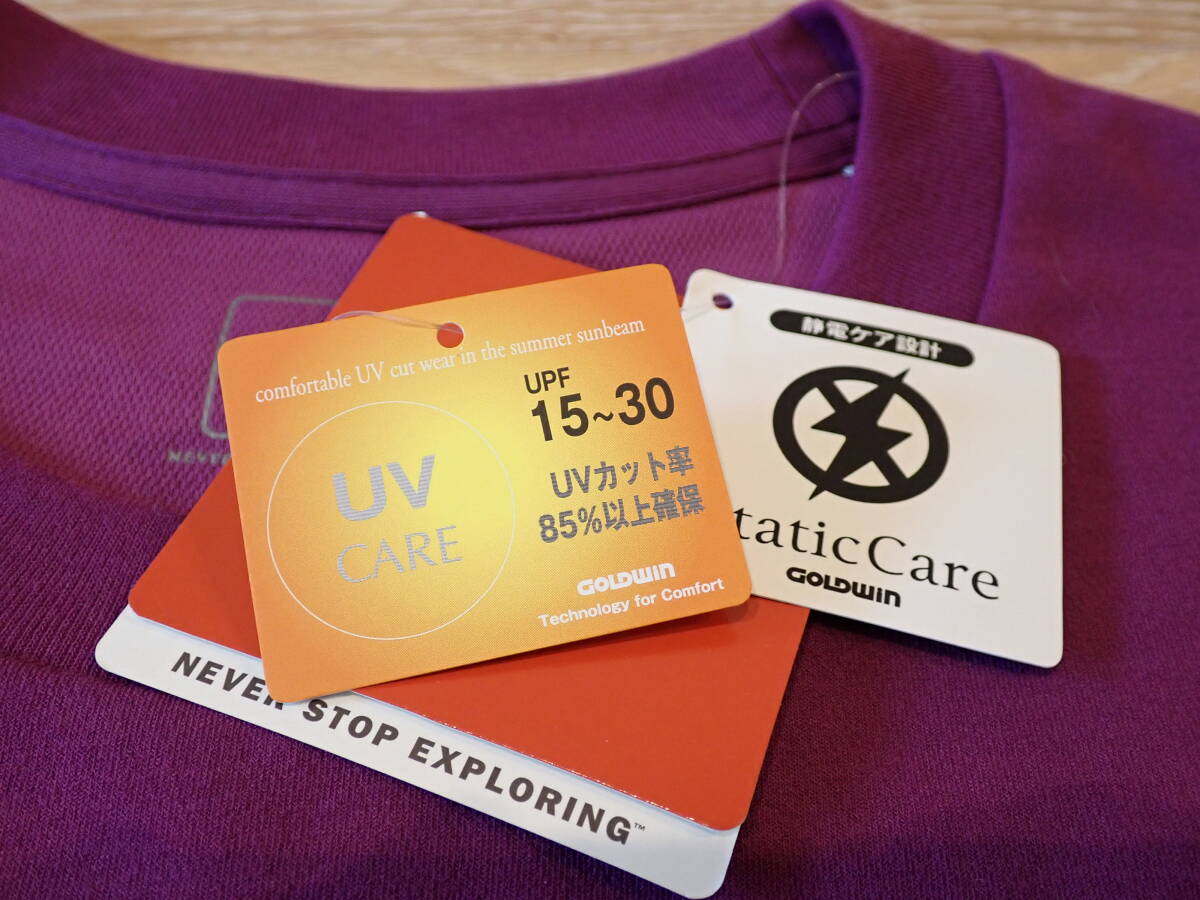 comfortable UV cut wear in the summer sunbeam
UV
CARE
UPF
15~30
UVカット率
85%以上確保
GOLDWIN
Technology for Comfort
静電ケア設計
taticCare
GOLDWIN
NEVER STOP EXPLORING™
NEVE